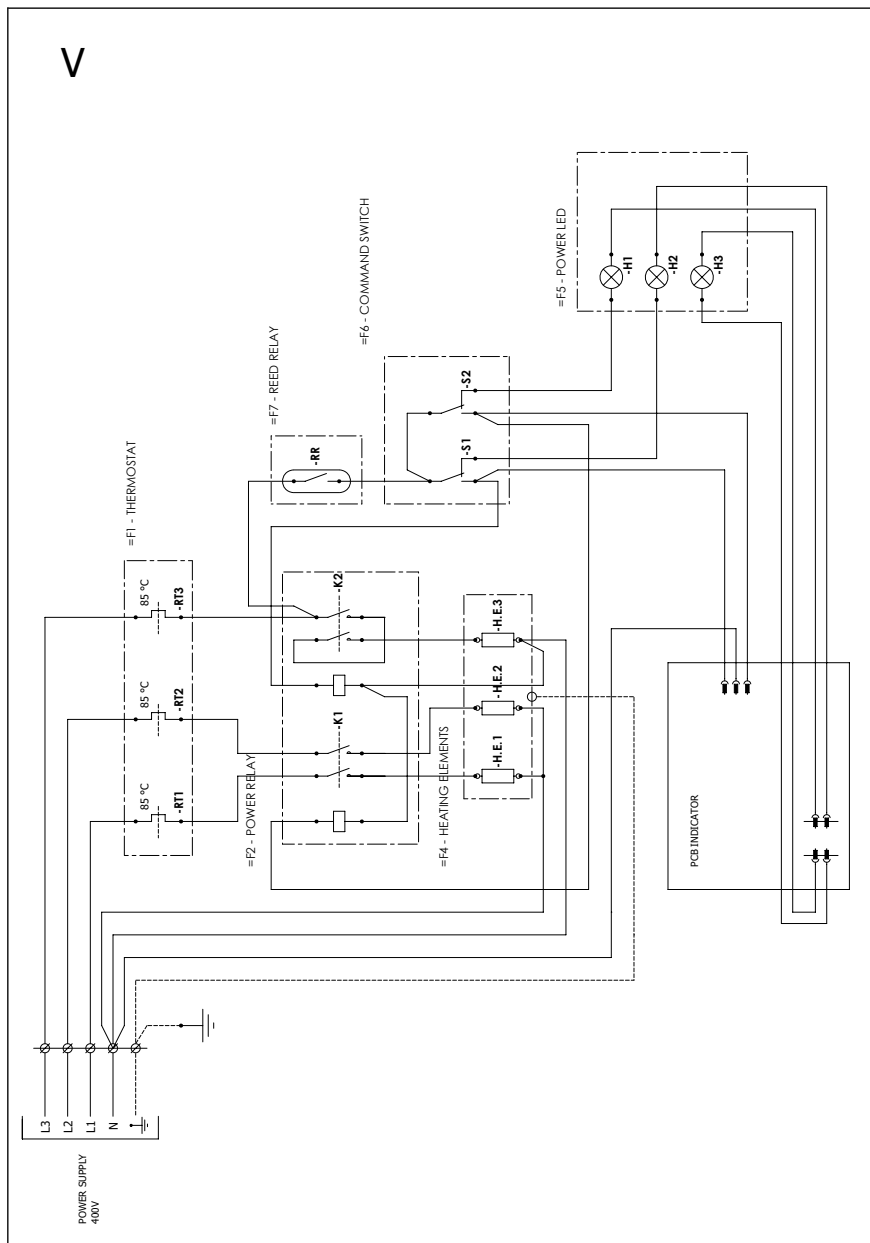 V
POWER SUPPLY
400V
L3
L2
L1
N
=F1 - THERMOSTAT
85 °C
-RT1
85 °C
-RT2
85 °C
-RT3
=F2 - POWER RELAY
-K1
-K2
=F4 - HEATING ELEMENTS
-H.E.1
-H.E.2
-H.E.3
=F7 - REED RELAY
-RR
=F6 - COMMAND SWITCH
-S1
-S2
=F5 - POWER LED
-H1
-H2
-H3
PCB INDICATOR